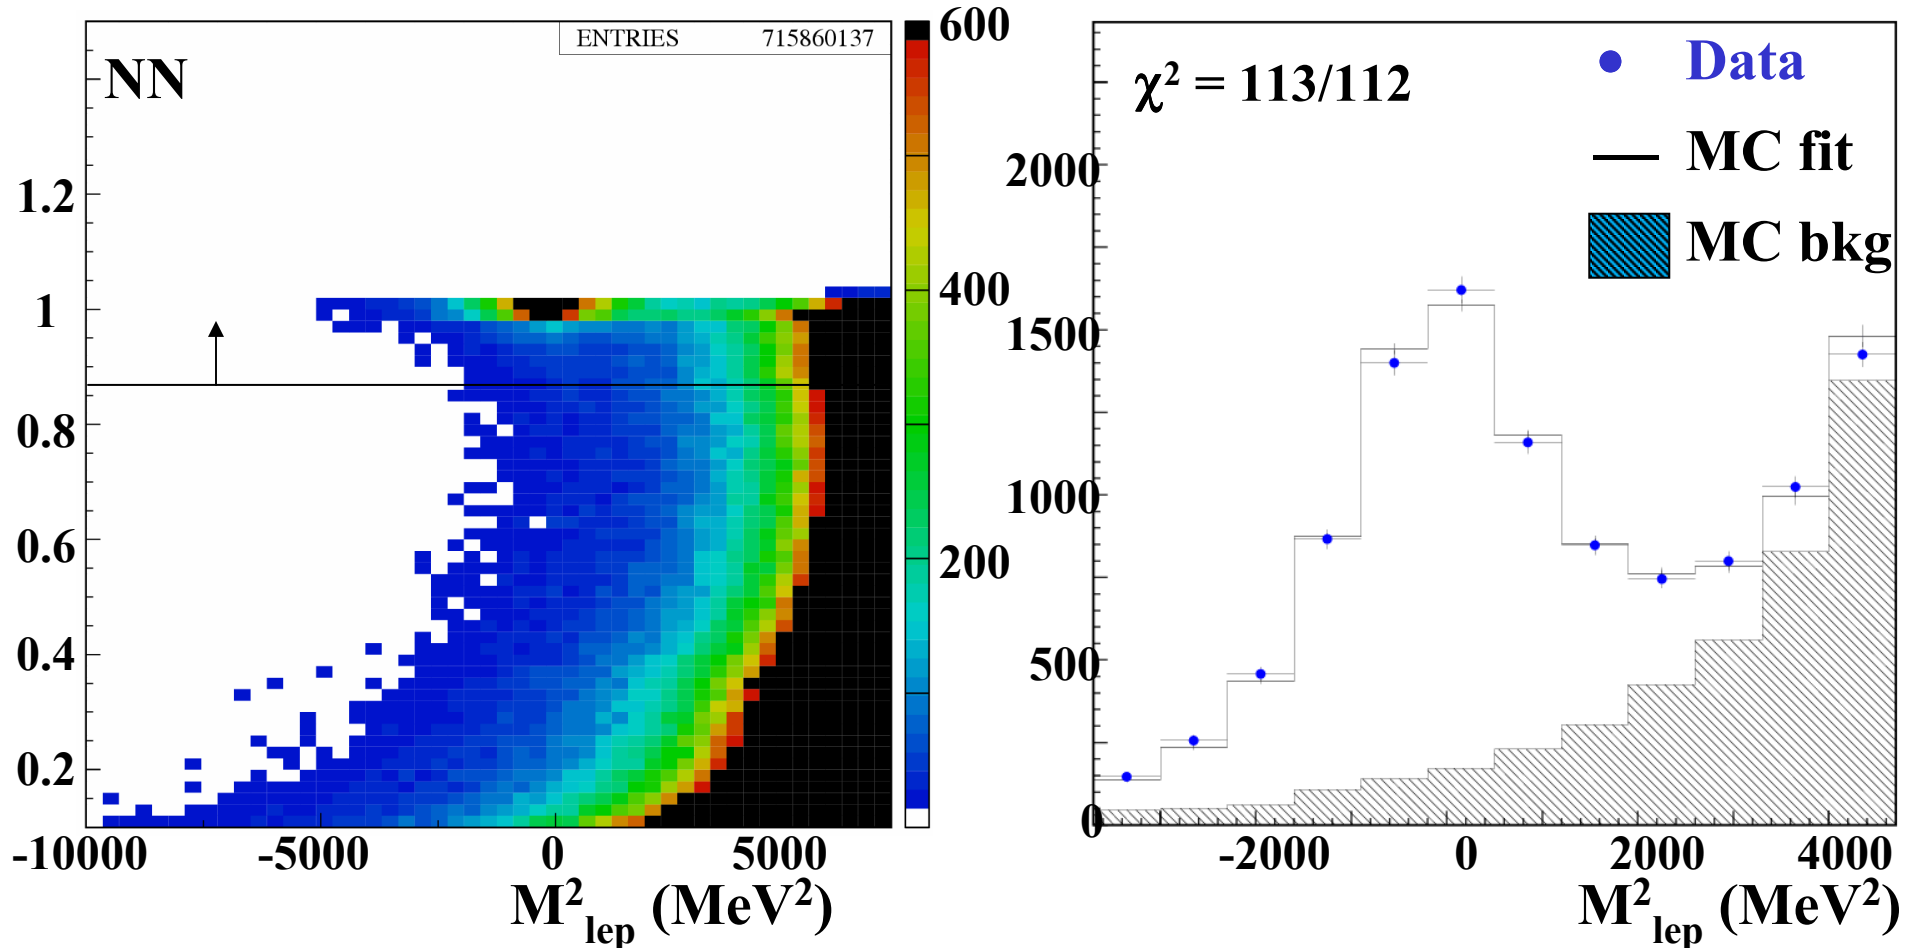 ENTRIES 715860137
NN
1.2
1
0.8
0.6
0.4
0.2
-10000 -5000 0 5000
M²lep (MeV²)
600
400
200
χ² = 113/112
Data
MC fit
MC bkg
2000
1500
1000
500
0
-2000 0 2000 4000
M²lep (MeV²)